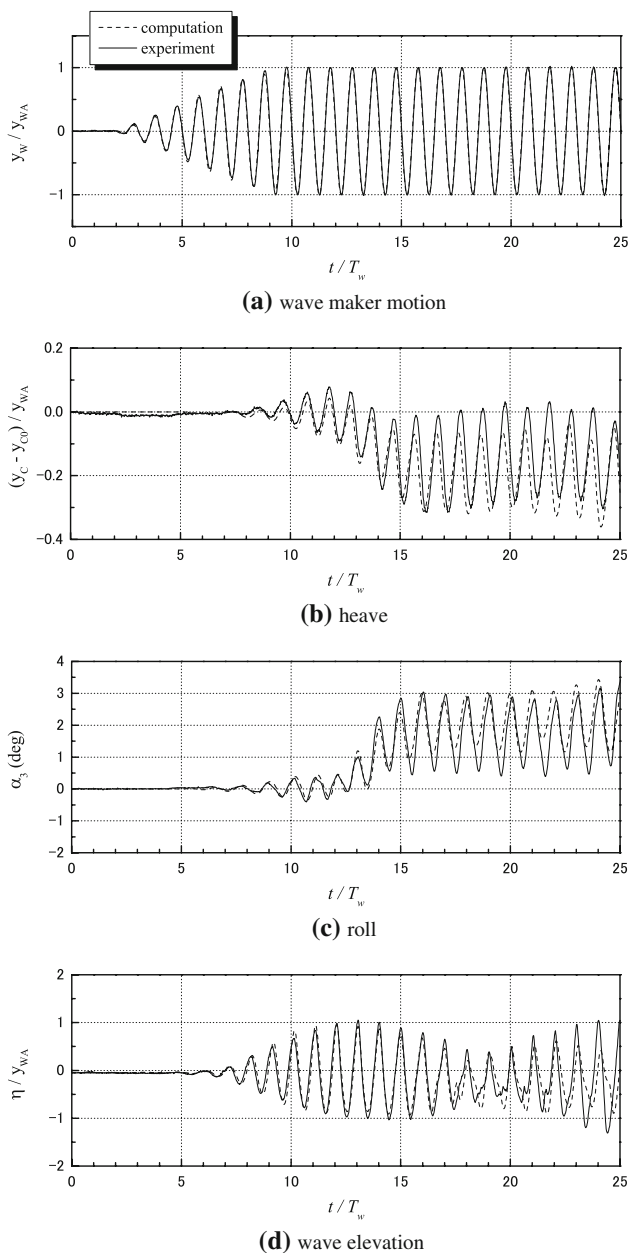 computation
experiment
y_W / y_WA
1
0
-1
0 5 10 15 20 25
t / T_w
(a) wave maker motion
(y_C - y_C0) / y_WA
0.2
0.0
-0.2
-0.4
0 5 10 15 20 25
t / T_w
(b) heave
α_3 (deg)
4
3
2
1
0
-1
-2
0 5 10 15 20 25
t / T_w
(c) roll
η / y_WA
2
1
0
-1
-2
0 5 10 15 20 25
t / T_w
(d) wave elevation